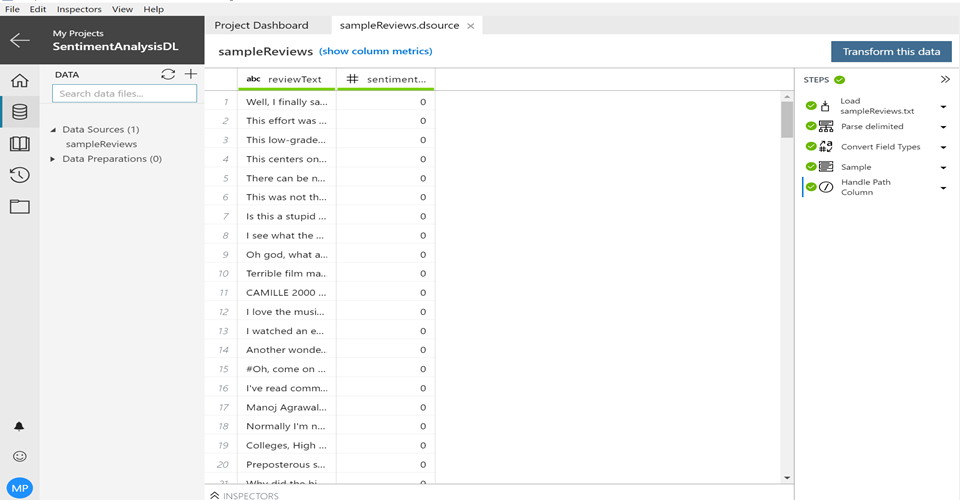 File Edit Inspectors View Help
My Projects
SentimentAnalysisDL
DATA
Search data files...
Data Sources (1)
sampleReviews
Data Preparations (0)
MP
Project Dashboard sampleReviews.dsource
sampleReviews (show column metrics) Transform this data
abc reviewText # sentiment...
1 Well, I finally sa... 0
2 This effort was ... 0
3 This low-grade... 0
4 This centers on... 0
5 There can be n... 0
6 This was not th... 0
7 Is this a stupid ... 0
8 I see what the ... 0
9 Oh god, what a... 0
10 Terrible film ma... 0
11 CAMILLE 2000 ... 0
12 I love the musi... 0
13 I watched an e... 0
14 Another wonde... 0
15 #Oh, come on ... 0
16 I've read comm... 0
17 Manoj Agrawal... 0
18 Normally I'm n... 0
19 Colleges, High ... 0
20 Preposterous s... 0
INSPECTORS
STEPS
Load
sampleReviews.txt
Parse delimited
Convert Field Types
Sample
Handle Path
Column